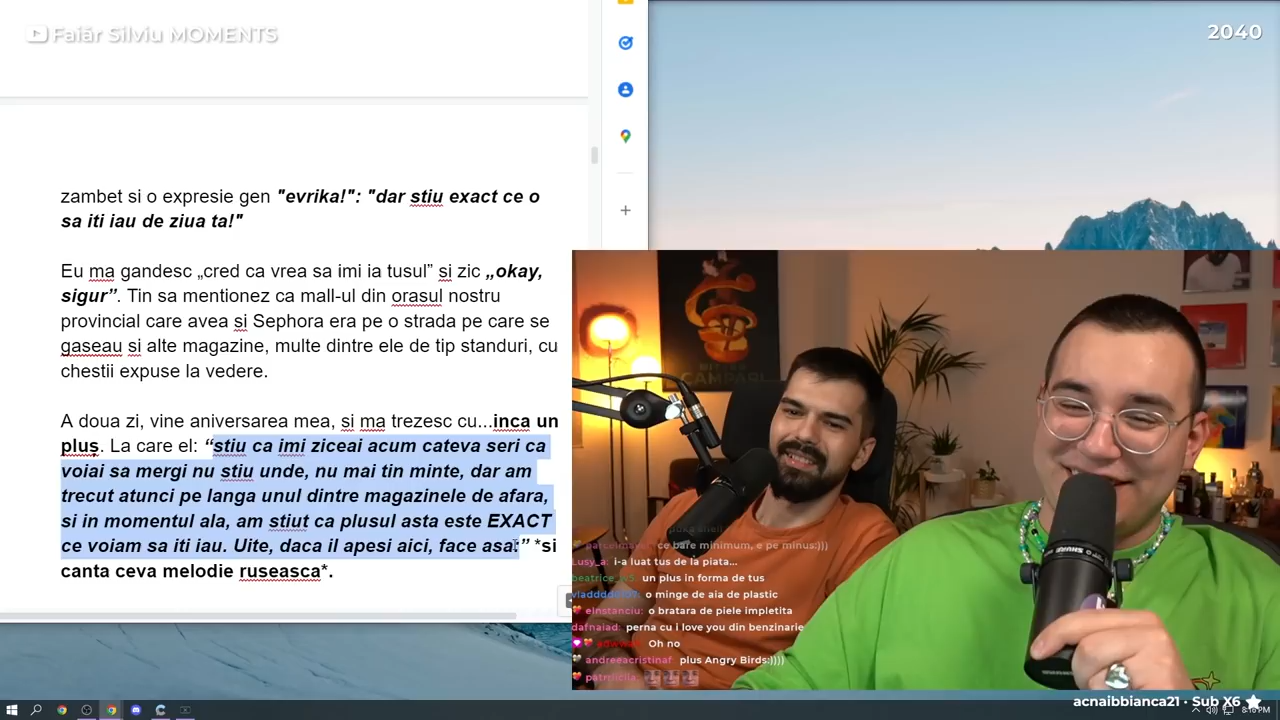 Faiăr Silviu MOMENTS
2040
zambet si o expresie gen "evrika!": "dar stiu exact ce o
sa iti iau de ziua ta!"
Eu ma gandesc „cred ca vrea sa imi ia tusul” si zic „okay,
sigur”. Tin sa mentionez ca mall-ul din orasul nostru
provincial care avea si Sephora era pe o strada pe care se
gaseau si alte magazine, multe dintre ele de tip standuri, cu
chestii expuse la vedere.
A doua zi, vine aniversarea mea, si ma trezesc cu...inca un
pluș. La care el: “stiu ca imi ziceai acum cateva seri ca
voiai sa mergi nu stiu unde, nu mai tin minte, dar am
trecut atunci pe langa unul dintre magazinele de afara,
si in momentul ala, am stiut ca plusul asta este EXACT
ce voiam sa iti iau. Uite, daca il apesi aici, face asa:” *si
canta ceva melodie ruseasca*.
CAMPARI
ce bare minimum, e pe minus:)))
Lusy_a: i-a luat tus de la piata...
un plus in forma de tus
o minge de aia de plastic
einstanciu: o bratara de piele impletita
dafnaiad: perna cu i love you din benzinarie
Oh no
andreeacristinaf: plus Angry Birds:))))
acnaibbianca21 · Sub X6
8:16 PM